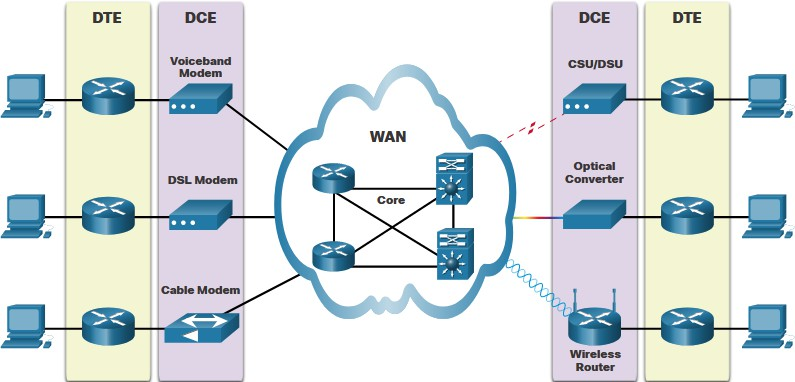 DTE
DCE
DCE
DTE
Voiceband
Modem
CSU/DSU
WAN
DSL Modem
Core
Optical
Converter
Cable Modem
Wireless
Router